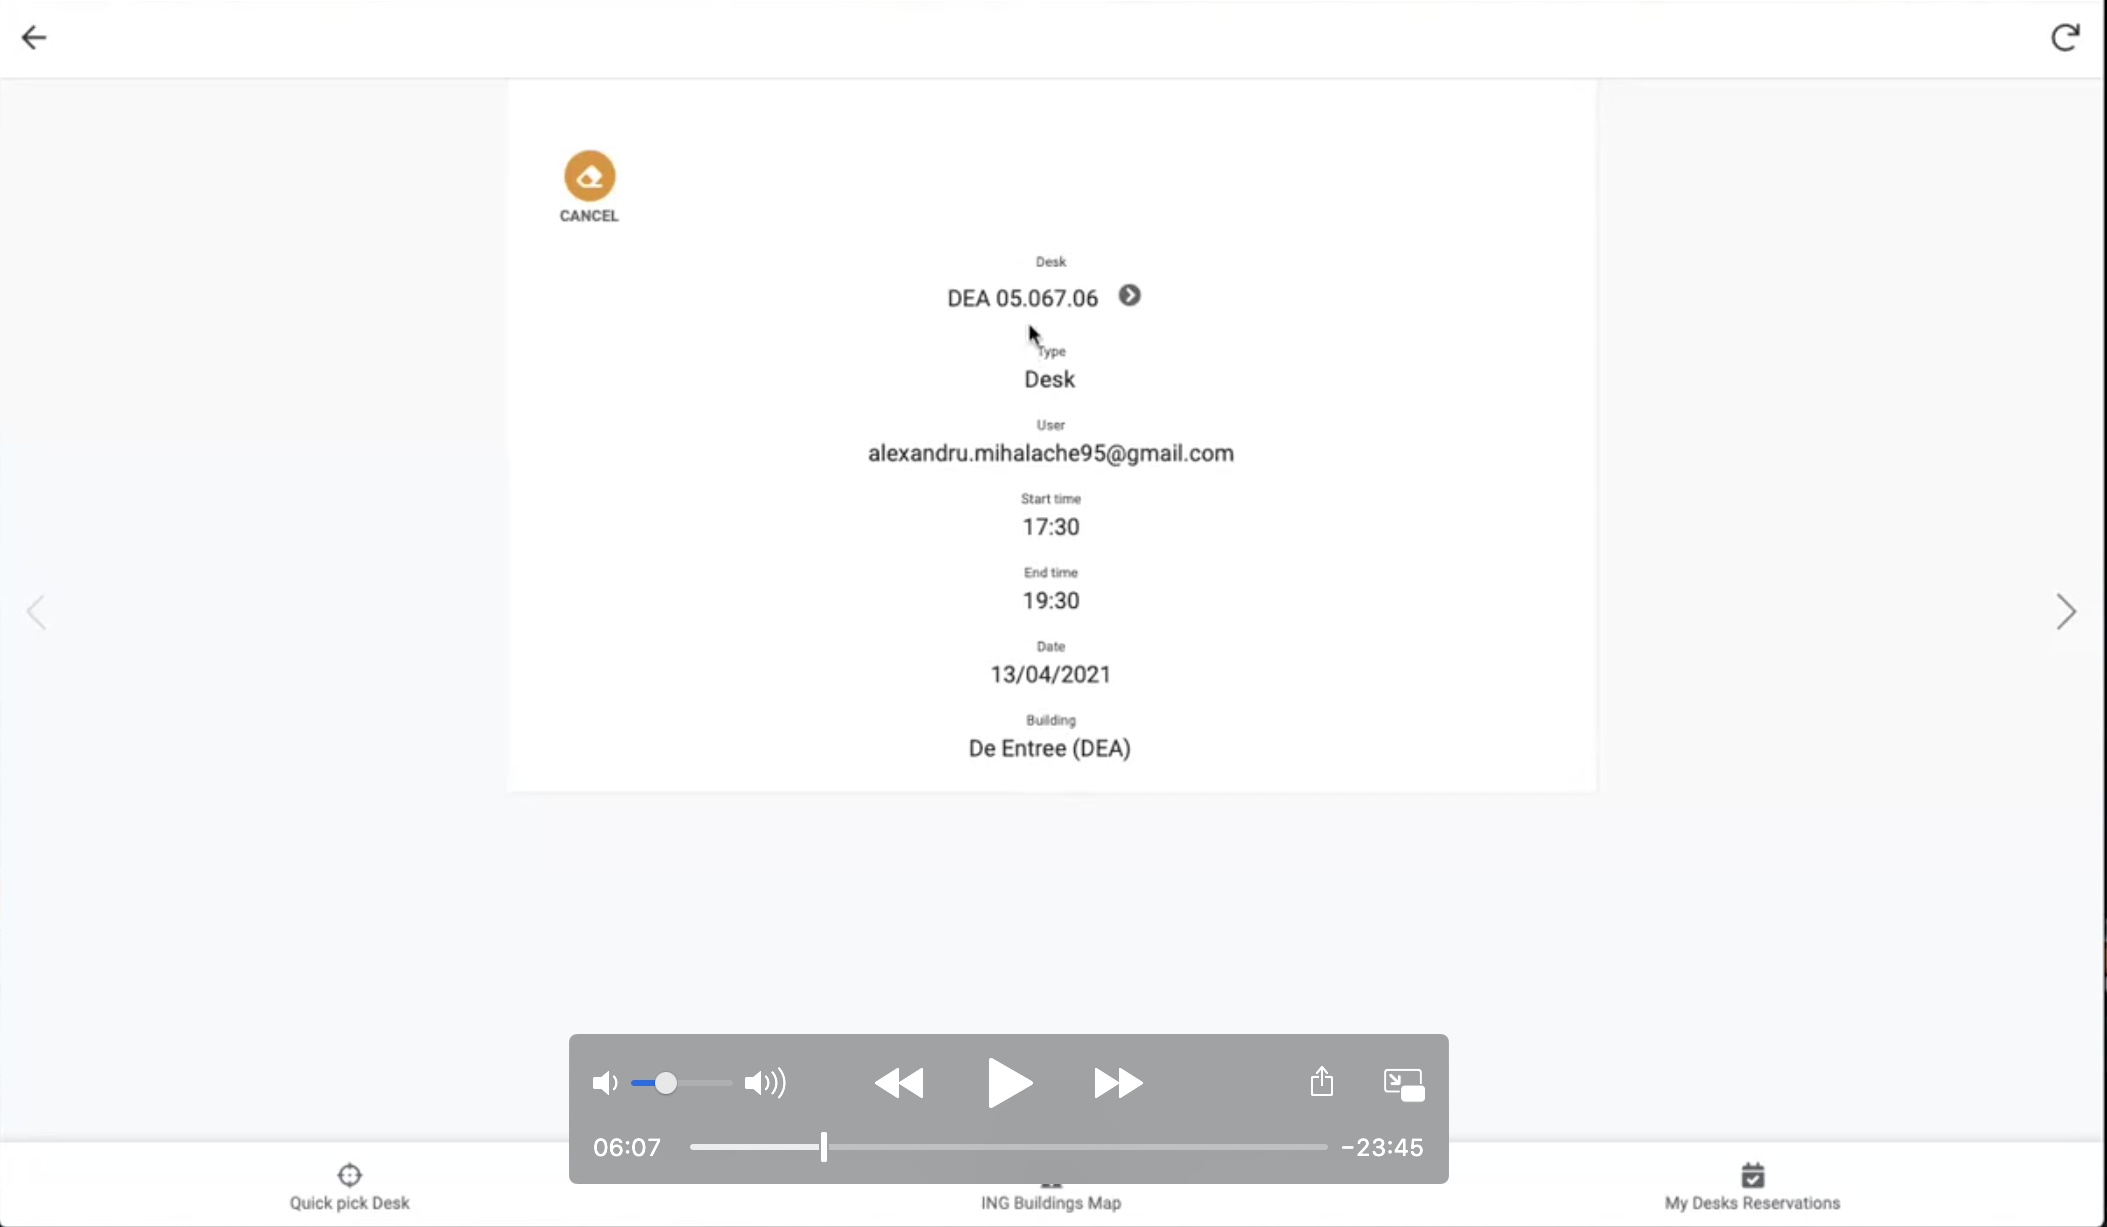 CANCEL
Desk
DEA 05.067.06
Type
Desk
User
alexandru.mihalache95@gmail.com
Start time
17:30
End time
19:30
Date
13/04/2021
Building
De Entree (DEA)
06:07
-23:45
Quick pick Desk
ING Buildings Map
My Desks Reservations